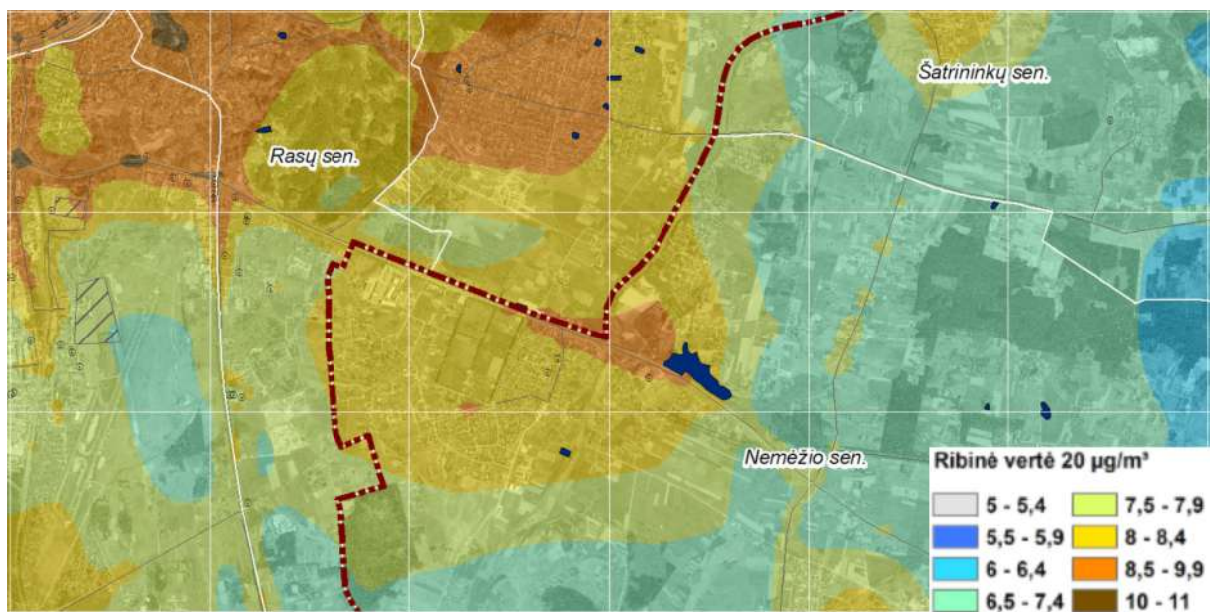 Šatrininkų sen.
Rasų sen.
Nemėžio sen.
Ribinė vertė 20 µg/m³
5 - 5,4
7,5 - 7,9
5,5 - 5,9
8 - 8,4
6 - 6,4
8,5 - 9,9
6,5 - 7,4
10 - 11